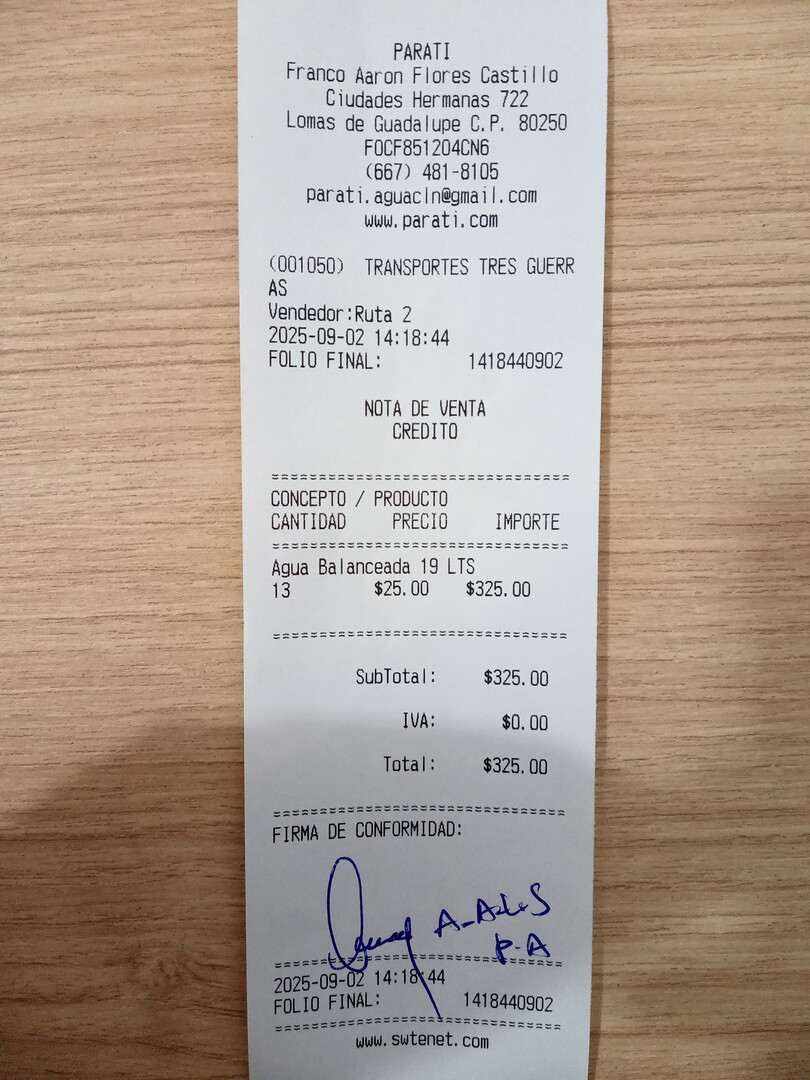 PARATI
Franco Aaron Flores Castillo
Ciudades Hermanas 722
Lomas de Guadalupe C.P. 80250
FOCF851204CN6
(667) 481-8105
parati.aguacln@gmail.com
www.parati.com
(001050) TRANSPORTES TRES GUERR
AS
Vendedor:Ruta 2
2025-09-02 14:18:44
FOLIO FINAL: 1418440902
NOTA DE VENTA
CREDITO
================================
CONCEPTO / PRODUCTO
CANTIDAD PRECIO IMPORTE
================================
Agua Balanceada 19 LTS
13 $25.00 $325.00
================================
SubTotal: $325.00
IVA: $0.00
Total: $325.00
================================
FIRMA DE CONFORMIDAD:
P.A
================================
2025-09-02 14:18:44
FOLIO FINAL: 1418440902
================================
www.swtenet.com